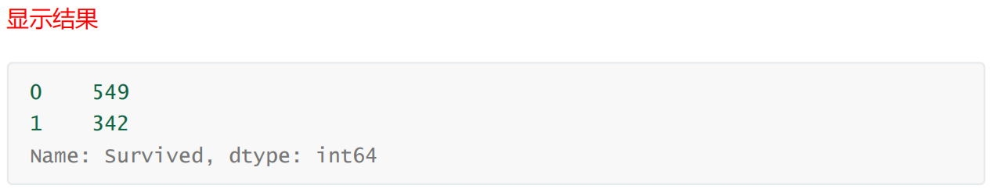 显示结果
0    549
1    342
Name: Survived, dtype: int64